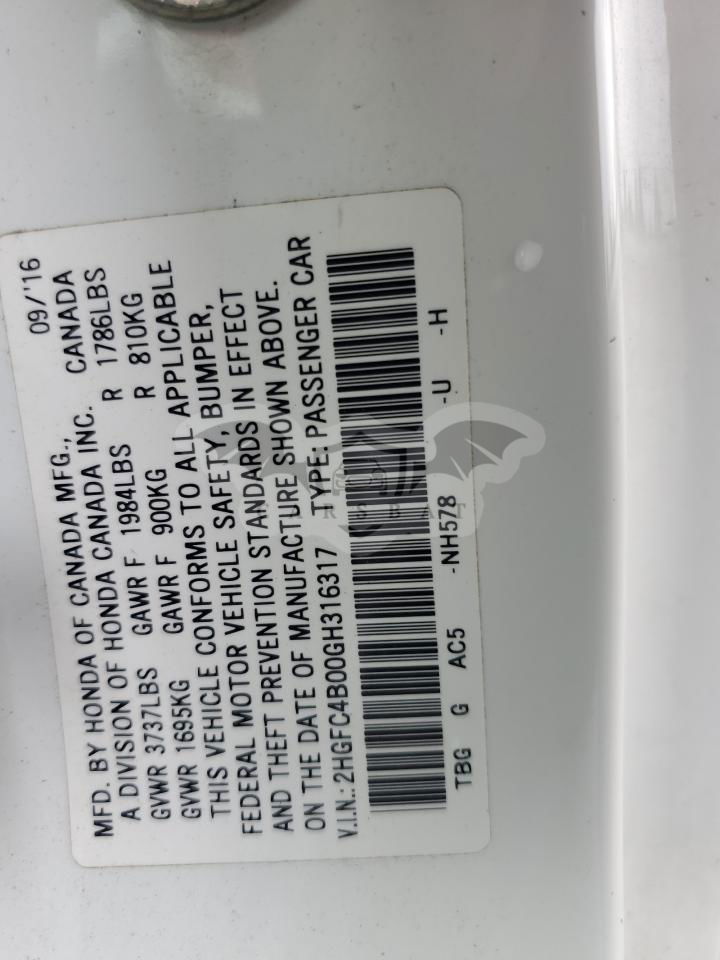 09/'16
MFD. BY HONDA OF CANADA MFG.,
A DIVISION OF HONDA CANADA INC. CANADA
GVWR 3737LBS GAWR F 1984LBS R 1786LBS
GVWR 1695KG GAWR F 900KG R 810KG
THIS VEHICLE CONFORMS TO ALL APPLICABLE
FEDERAL MOTOR VEHICLE SAFETY, BUMPER,
AND THEFT PREVENTION STANDARDS IN EFFECT
ON THE DATE OF MANUFACTURE SHOWN ABOVE.
V.I.N.: 2HGFC4B00GH316317 TYPE: PASSENGER CAR
TBG G AC5 -NH578 -U -H